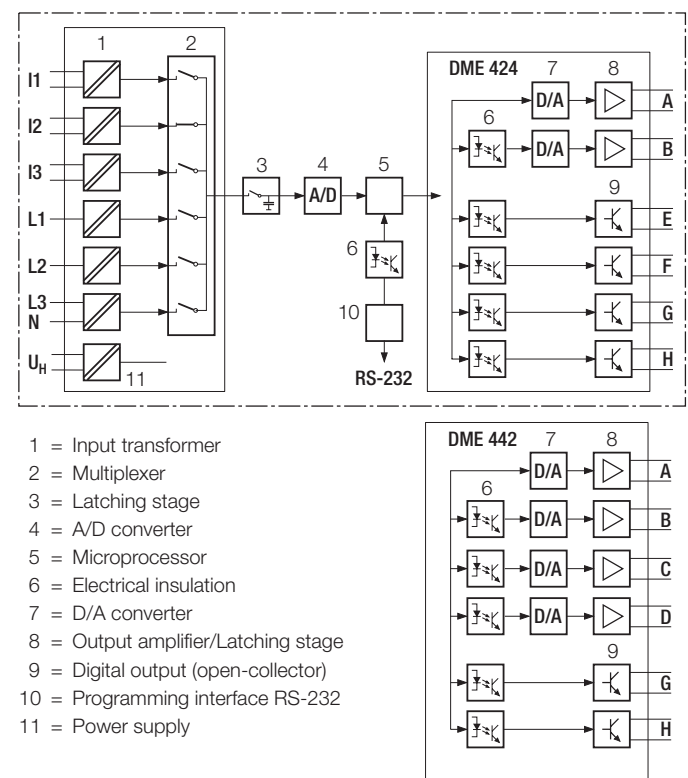 1 2
I1
I2
I3
L1
L2
L3
N
UH
11
3 4 5
A/D
6
10
RS-232
DME 424 7 8
D/A A
6
D/A B
9
E
F
G
H
1 = Input transformer
2 = Multiplexer
3 = Latching stage
4 = A/D converter
5 = Microprocessor
6 = Electrical insulation
7 = D/A converter
8 = Output amplifier/Latching stage
9 = Digital output (open-collector)
10 = Programming interface RS-232
11 = Power supply
DME 442 7 8
D/A A
6
D/A B
D/A C
D/A D
9
G
H